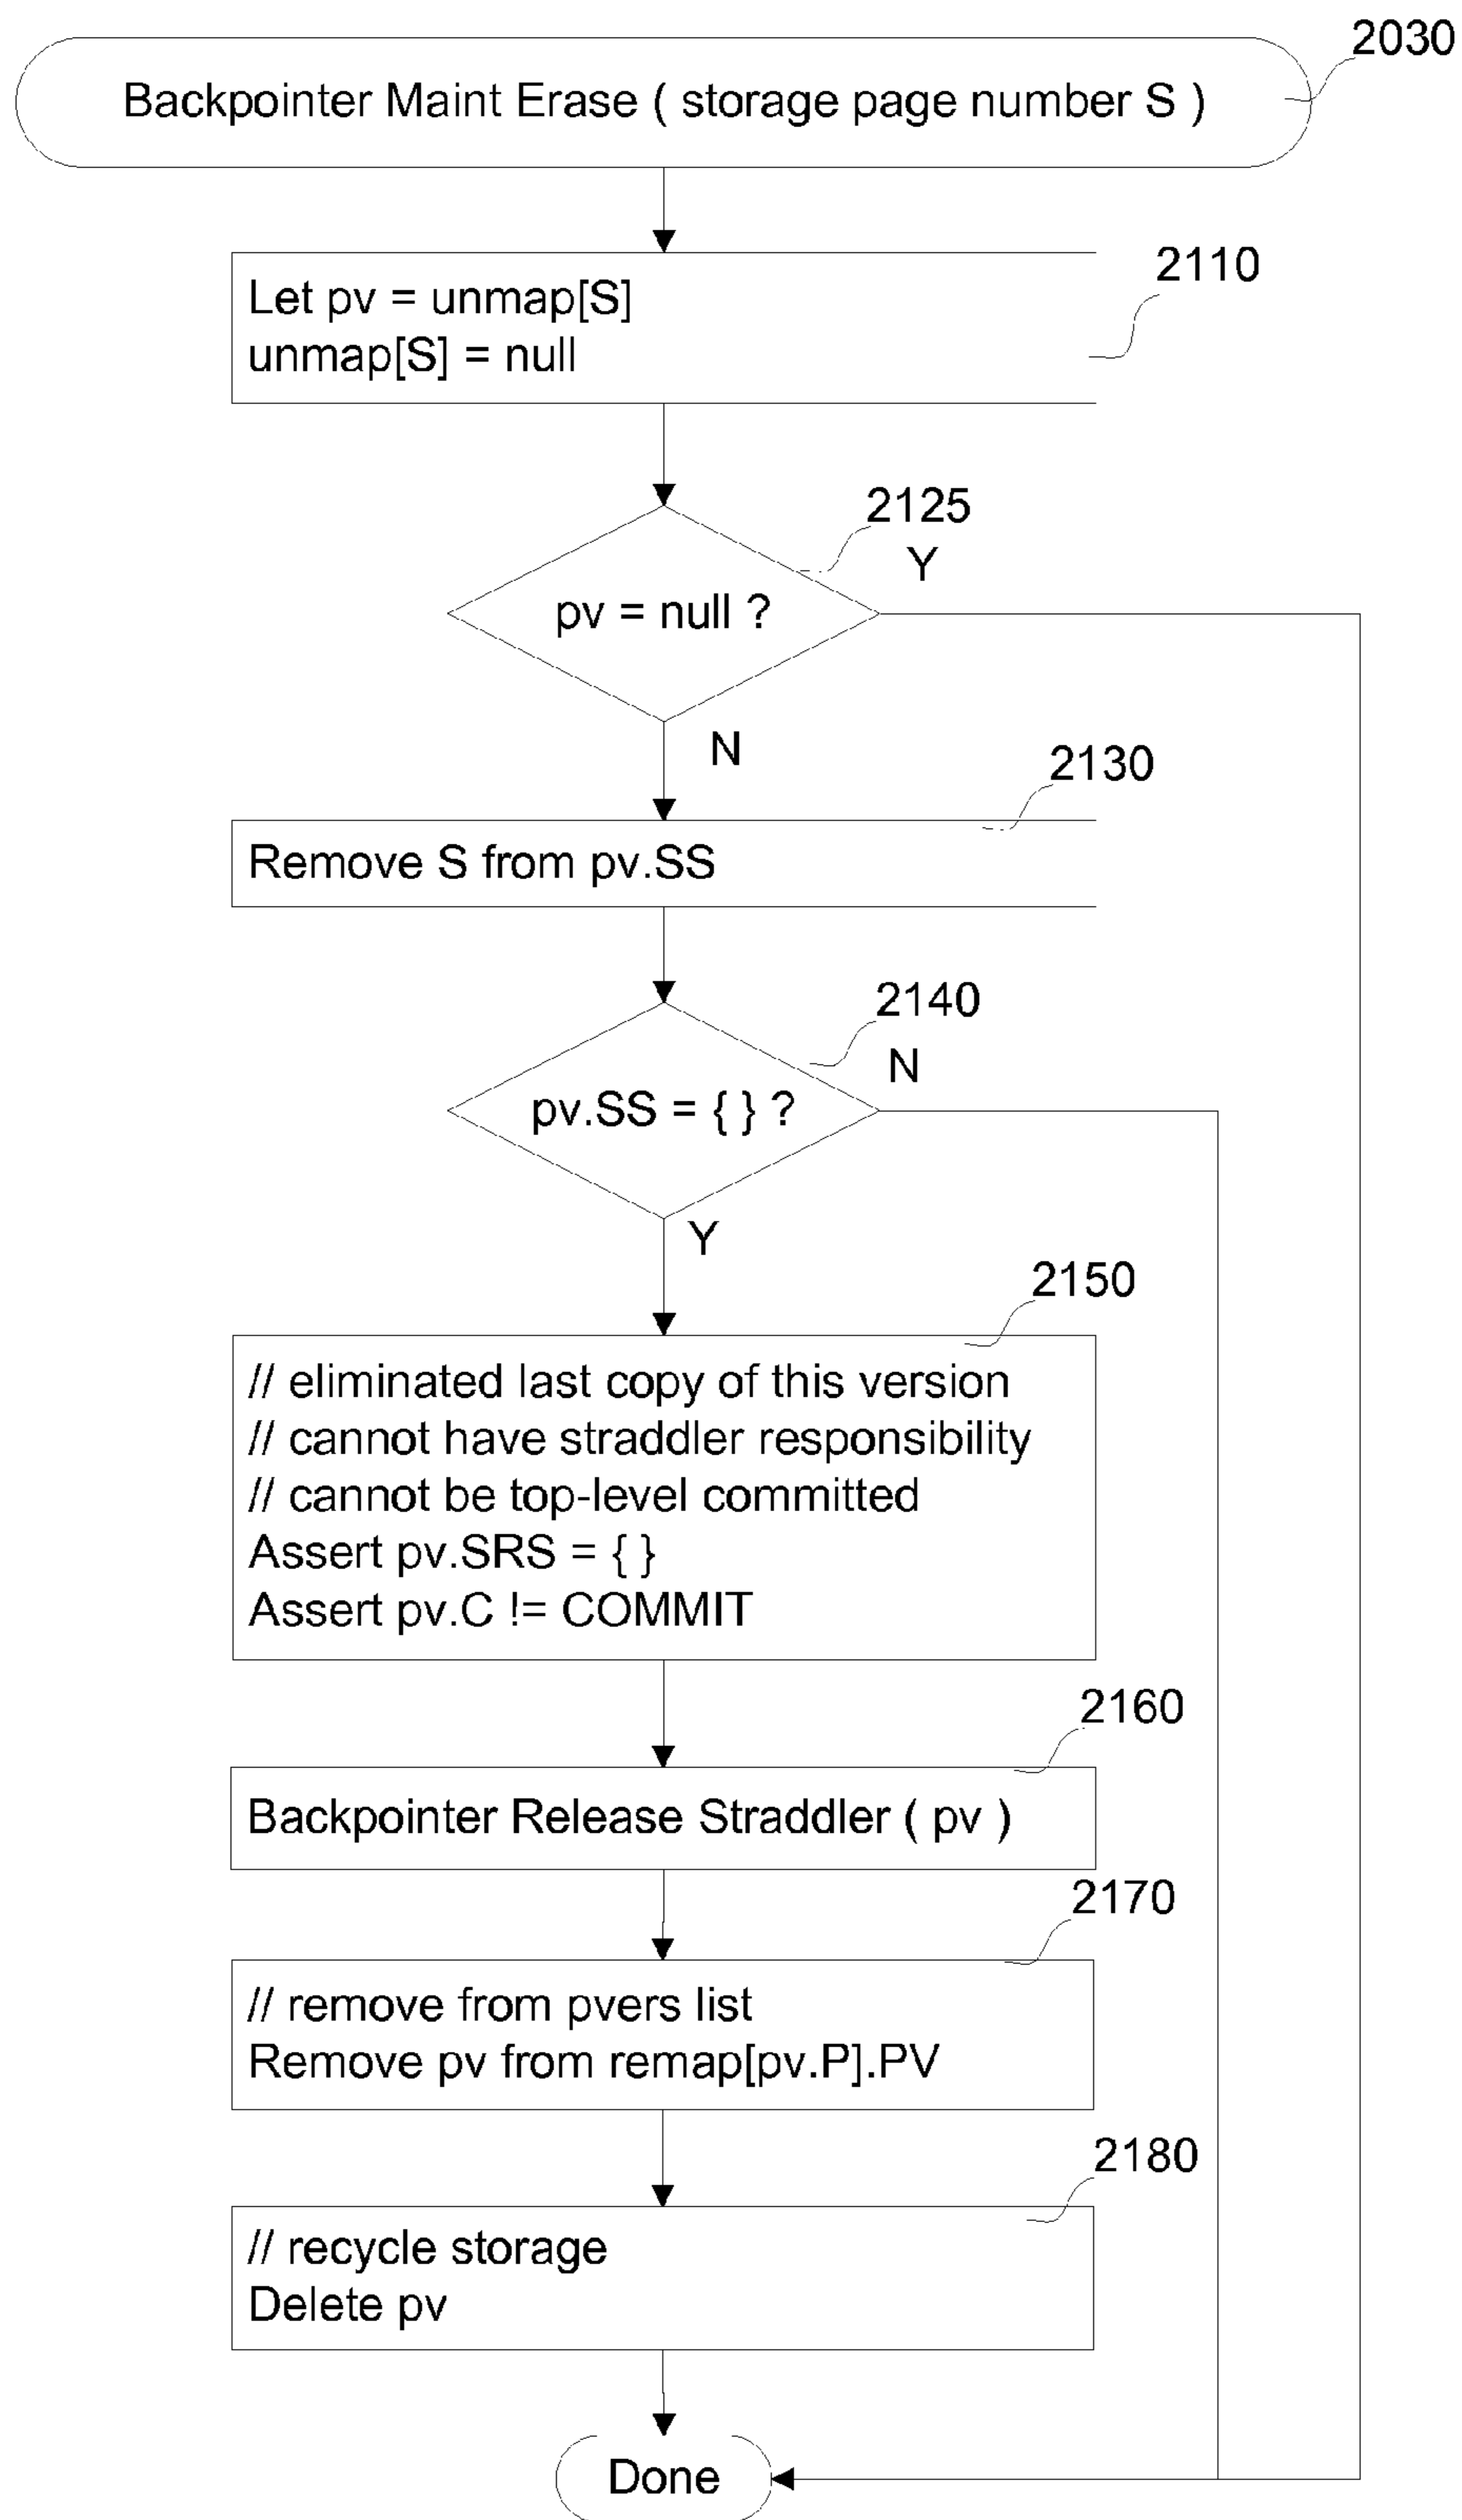 2030
Backpointer Maint Erase ( storage page number S )
2110
Let pv = unmap[S]
unmap[S] = null
2125
Y
pv = null ?
N
2130
Remove S from pv.SS
2140
N
pv.SS = { } ?
Y
2150
// eliminated last copy of this version
// cannot have straddler responsibility
// cannot be top-level committed
Assert pv.SRS = { }
Assert pv.C != COMMIT
2160
Backpointer Release Straddler ( pv )
2170
// remove from pvers list
Remove pv from remap[pv.P].PV
2180
// recycle storage
Delete pv
Done